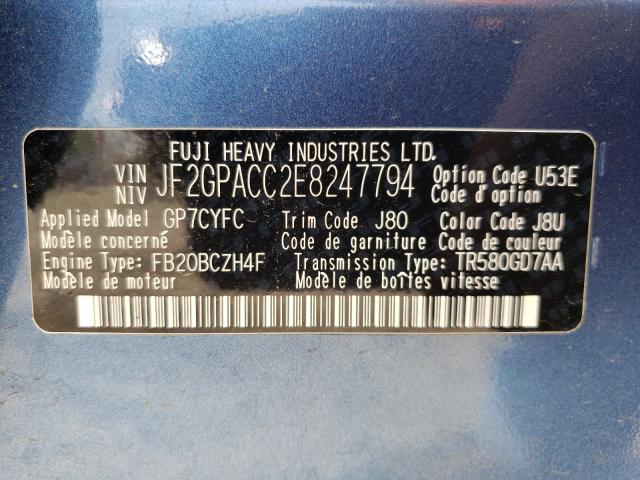 FUJI HEAVY INDUSTRIES LTD.
VIN NIV JF2GPACC2E8247794 Option Code U53E
Code d'option
Applied Model GP7CYFC Trim Code J80 Color Code J8U
Modèle concerné Code de garniture Code de couleur
Engine Type: FB20BCZH4F Transmission Type: TR580GD7AA
Modèle de moteur Modèle de boîtes vitesse